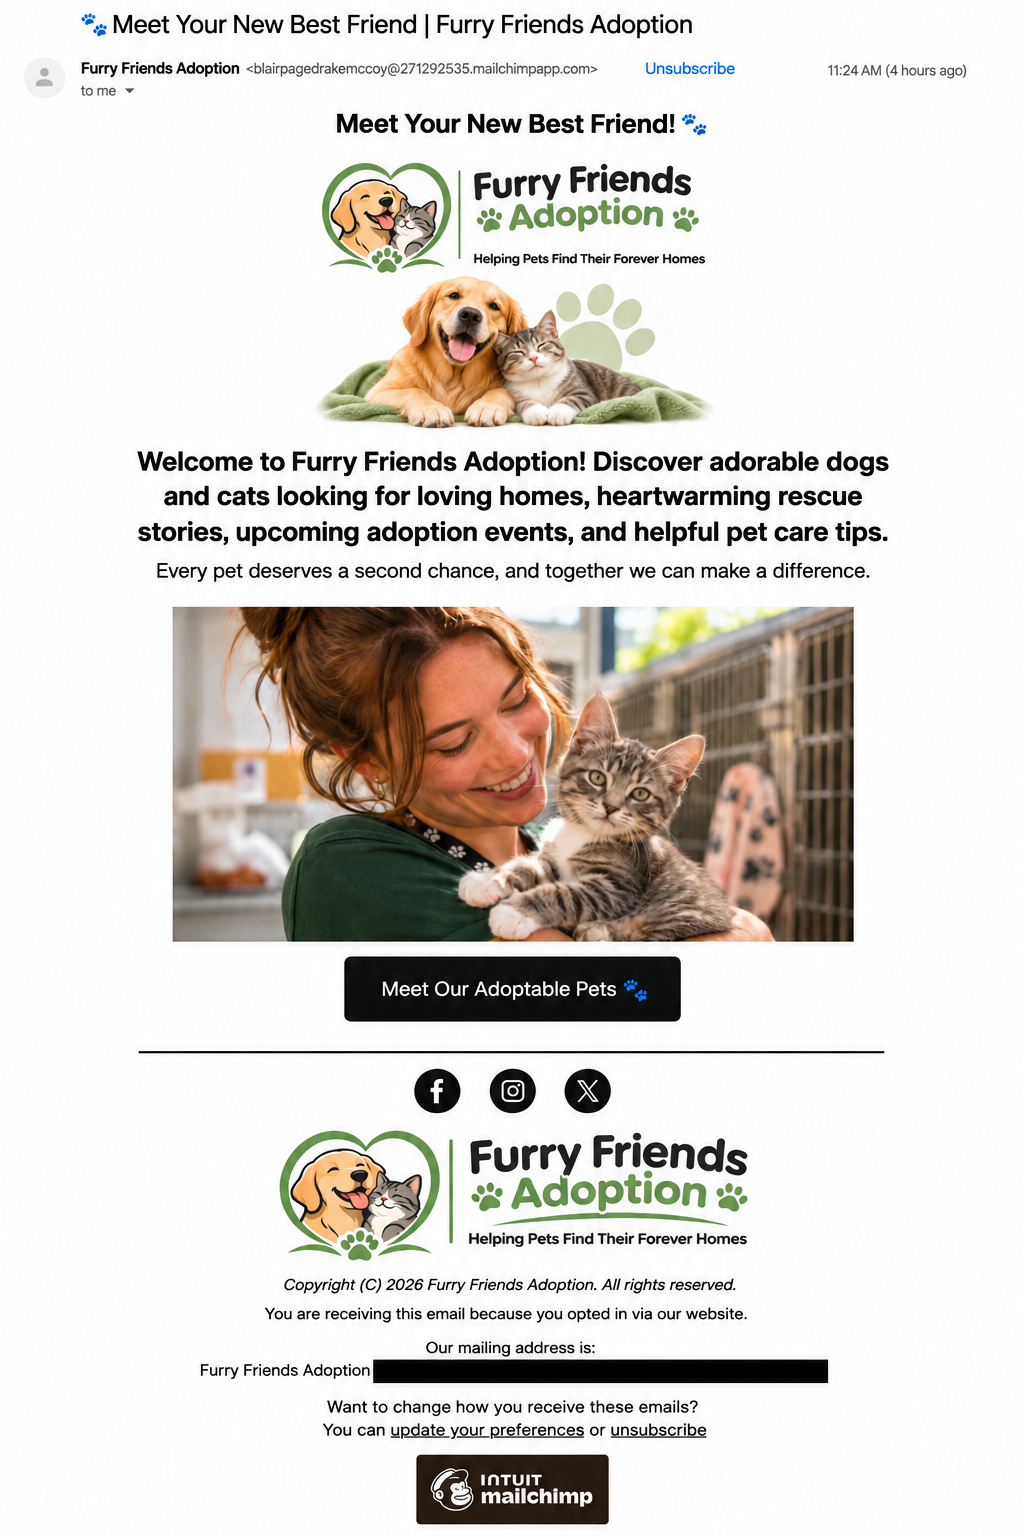 🐾 Meet Your New Best Friend | Furry Friends Adoption
Furry Friends Adoption <blairpagedrakemccoy@271292535.mailchimpapp.com> Unsubscribe 11:24 AM (4 hours ago)
to me
Meet Your New Best Friend! 🐾
Furry Friends
Adoption
Helping Pets Find Their Forever Homes
Welcome to Furry Friends Adoption! Discover adorable dogs
and cats looking for loving homes, heartwarming rescue
stories, upcoming adoption events, and helpful pet care tips.
Every pet deserves a second chance, and together we can make a difference.
Meet Our Adoptable Pets 🐾
Furry Friends
Adoption
Helping Pets Find Their Forever Homes
Copyright (C) 2026 Furry Friends Adoption. All rights reserved.
You are receiving this email because you opted in via our website.
Our mailing address is:
Furry Friends Adoption
Want to change how you receive these emails?
You can update your preferences or unsubscribe
INTUIT
mailchimp